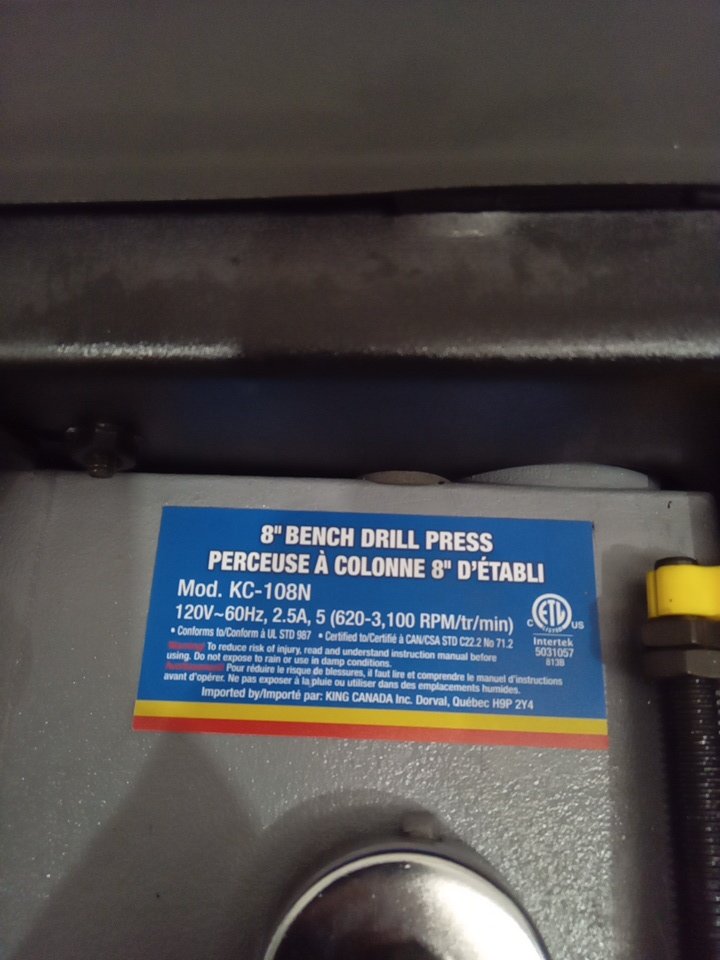 8" BENCH DRILL PRESS
PERCEUSE À COLONNE 8" D'ÉTABLI
Mod. KC-108N
120V~60Hz, 2.5A, 5 (620-3,100 RPM/tr/min)
• Conforms to/Conform à UL STD 987 • Certified to/Certifié à CAN/CSA STD C22.2 No 71.2
Warning! To reduce risk of injury, read and understand instruction manual before
using. Do not expose to rain or use in damp conditions.
Avertissement! Pour réduire le risque de blessures, il faut lire et comprendre le manuel d'instructions
avant d'opérer. Ne pas exposer à la pluie ou utiliser dans des emplacements humides.
Imported by/Importé par: KING CANADA Inc. Dorval, Québec H9P 2Y4
C ETL US
Intertek
5031057
813B